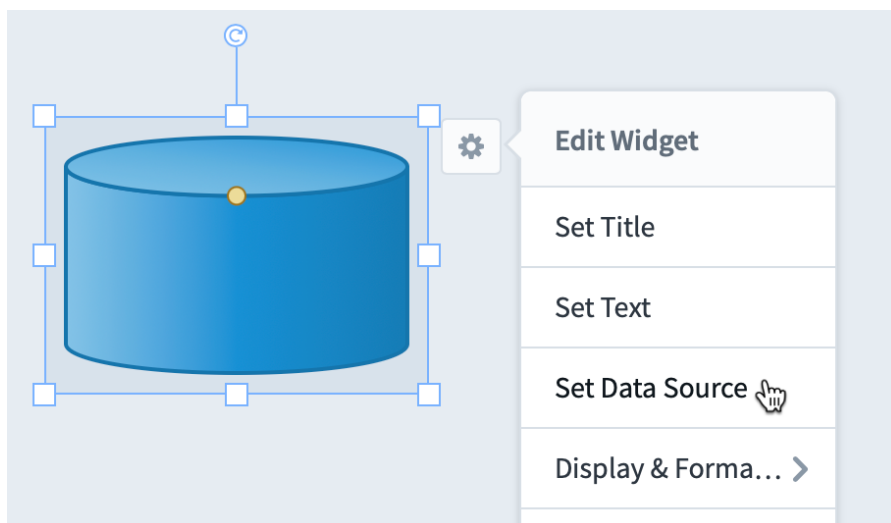 Edit Widget
Set Title
Set Text
Set Data Source
Display & Forma...